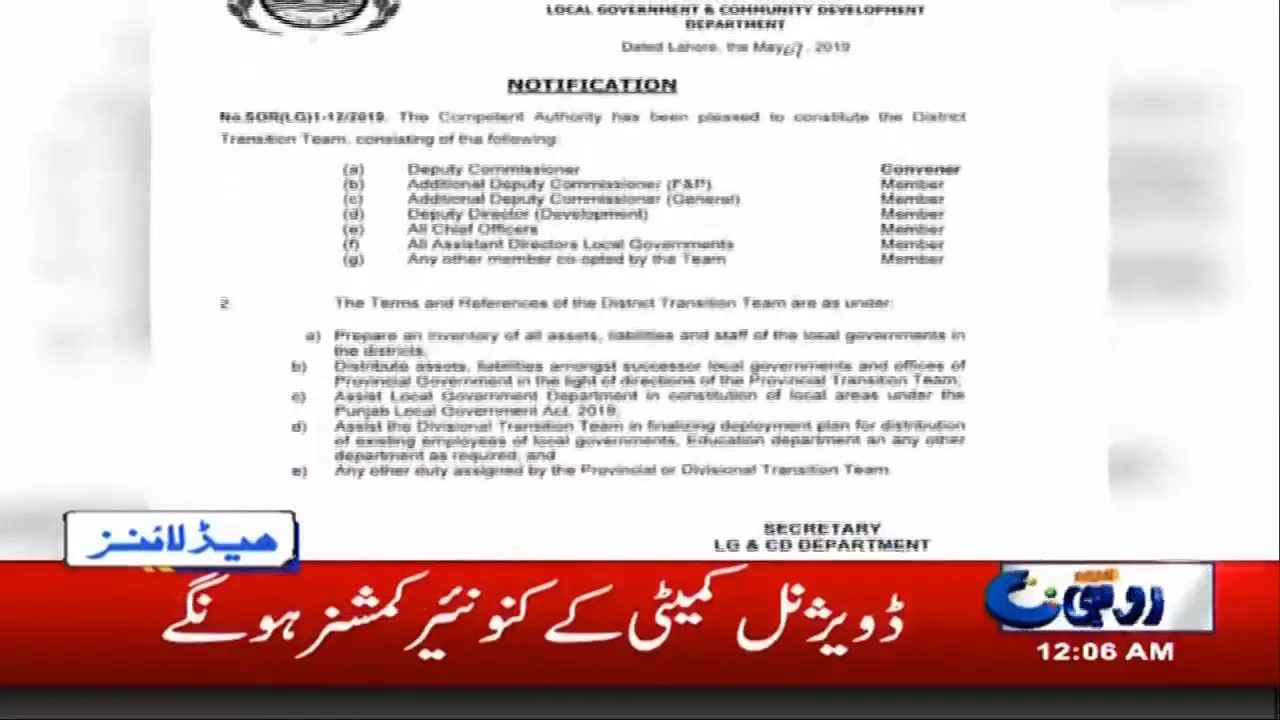 LOCAL GOVERNMENT & COMMUNITY DEVELOPMENT
DEPARTMENT
Dated Lahore, the May 2019
NOTIFICATION
No.SOR(LG)1-12/2019. The Competent Authority has been pleased to constitute the District
Transition Team, consisting of the following:
(a) Deputy Commissioner Convener
(b) Additional Deputy Commissioner (F&P) Member
(c) Additional Deputy Commissioner (General) Member
(d) Deputy Director (Development) Member
(e) All Chief Officers Member
(f) All Assistant Directors Local Governments Member
(g) Any other member co-opted by the Team Member
2. The Terms and References of the District Transition Team are as under:
a) Prepare an inventory of all assets, liabilities and staff of the local governments in
the districts,
b) Distribute assets, liabilities amongst successor local governments and offices of
Provincial Government in the light of directions of the Provincial Transition Team;
c) Assist Local Government Department in constitution of local areas under the
Punjab Local Government Act, 2019;
d) Assist the Divisional Transition Team in finalizing deployment plan for distribution
of existing employees of local governments, Education department an any other
department as required; and
e) Any other duty assigned by the Provincial or Divisional Transition Team.
SECRETARY
LG & CD DEPARTMENT
ہیڈ لائنز
ڈویژنل کمیٹی کے کنوئیر کمشنر ہونگے
روہی
12:06 AM